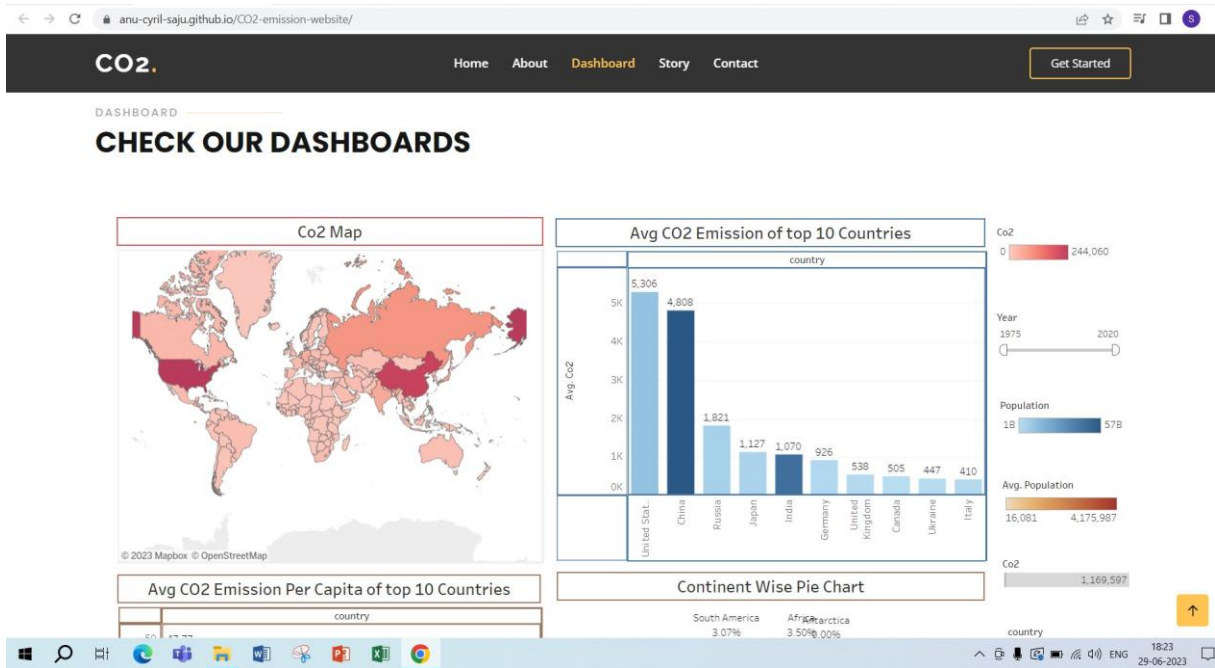 anu-cyril-saju.github.io/CO2-emission-website/
S
CO2.
Home About Dashboard Story Contact
Get Started
DASHBOARD
CHECK OUR DASHBOARDS
Co2 Map
© 2023 Mapbox © OpenStreetMap
Avg CO2 Emission of top 10 Countries
country
Avg. Co2
5K
4K
3K
2K
1K
0K
5,306
4,808
1,821
1,127
1,070
926
538
505
447
410
United Stat..
China
Russia
Japan
India
Germany
United
Kingdom
Canada
Ukraine
Italy
Co2
0 244,060
Year
1975 2020
Population
1B 57B
Avg. Population
16,081 4,175,987
Co2
1,169,597
country
Avg CO2 Emission Per Capita of top 10 Countries
country
50
47.77
Continent Wise Pie Chart
South America
3.07%
Africa
3.50%
Antarctica
0.00%
ENG
18:23
29-06-2023